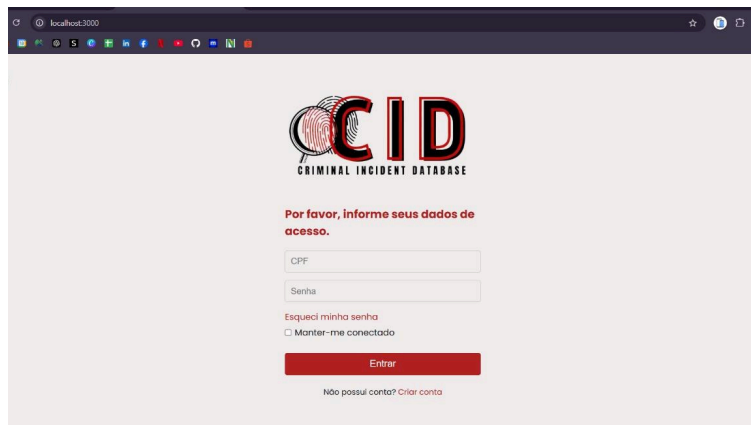 localhost:3000
CID
CRIMINAL INCIDENT DATABASE
Por favor, informe seus dados de
acesso.
CPF
Senha
Esqueci minha senha
Manter-me conectado
Entrar
Não possui conta? Criar conta